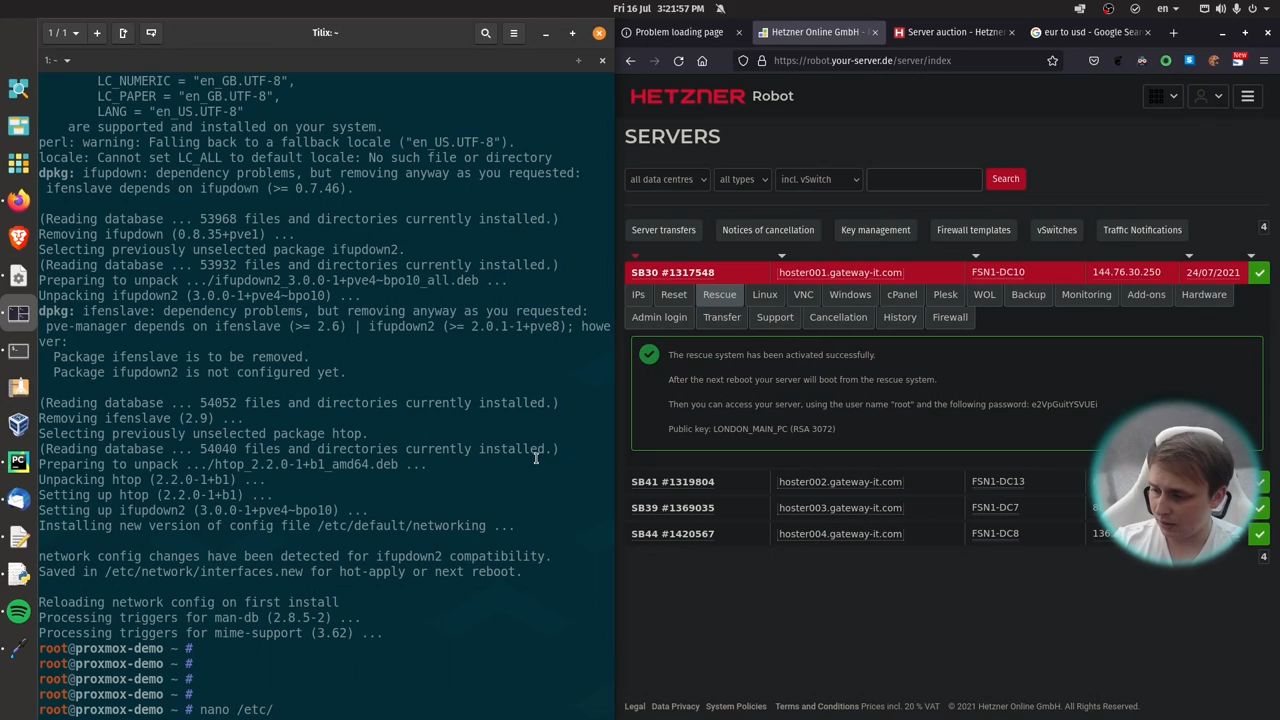 Fri 16 Jul 3:21:57 PM
en
1 / 1
Tilix: ~
1: ~
LC_NUMERIC = "en_GB.UTF-8",
LC_PAPER = "en_GB.UTF-8",
LANG = "en_US.UTF-8"
are supported and installed on your system.
perl: warning: Falling back to a fallback locale ("en_US.UTF-8").
locale: Cannot set LC_ALL to default locale: No such file or directory
dpkg: ifupdown: dependency problems, but removing anyway as you requested:
ifenslave depends on ifupdown (>= 0.7.46).
(Reading database ... 53968 files and directories currently installed.)
Removing ifupdown (0.8.35+pve1) ...
Selecting previously unselected package ifupdown2.
(Reading database ... 53932 files and directories currently installed.)
Preparing to unpack .../ifupdown2_3.0.0-1+pve4~bpo10_all.deb ...
Unpacking ifupdown2 (3.0.0-1+pve4~bpo10) ...
dpkg: ifenslave: dependency problems, but removing anyway as you requested:
pve-manager depends on ifenslave (>= 2.6) | ifupdown2 (>= 2.0.1-1+pve8); howe
ver:
Package ifenslave is to be removed.
Package ifupdown2 is not configured yet.
(Reading database ... 54052 files and directories currently installed.)
Removing ifenslave (2.9) ...
Selecting previously unselected package htop.
(Reading database ... 54040 files and directories currently installed.)
Preparing to unpack .../htop_2.2.0-1+b1_amd64.deb ...
Unpacking htop (2.2.0-1+b1) ...
Setting up htop (2.2.0-1+b1) ...
Setting up ifupdown2 (3.0.0-1+pve4~bpo10) ...
Installing new version of config file /etc/default/networking ...
network config changes have been detected for ifupdown2 compatibility.
Saved in /etc/network/interfaces.new for hot-apply or next reboot.
Reloading network config on first install
Processing triggers for man-db (2.8.5-2) ...
Processing triggers for mime-support (3.62) ...
root@proxmox-demo ~ #
root@proxmox-demo ~ #
root@proxmox-demo ~ #
root@proxmox-demo ~ #
root@proxmox-demo ~ # nano /etc/
Problem loading page
Hetzner Online GmbH - 
Server auction - Hetzner
eur to usd - Google Sea
https://robot.your-server.de/server/index
New
HETZNER Robot
SERVERS
all data centres
all types
incl. vSwitch
Search
Server transfers
Notices of cancellation
Key management
Firewall templates
vSwitches
Traffic Notifications
4
SB30 #1317548 hoster001.gateway-it.com FSN1-DC10 144.76.30.250 24/07/2021
IPs Reset Rescue Linux VNC Windows cPanel Plesk WOL Backup Monitoring Add-ons Hardware
Admin login Transfer Support Cancellation History Firewall
The rescue system has been activated successfully.
After the next reboot your server will boot from the rescue system.
Then you can access your server, using the user name "root" and the following password: e2VpGuitYSVUEi
Public key: LONDON_MAIN_PC (RSA 3072)
SB41 #1319804 hoster002.gateway-it.com FSN1-DC13
SB39 #1369035 hoster003.gateway-it.com FSN1-DC7
SB44 #1420567 hoster004.gateway-it.com FSN1-DC8
4
Legal Data Privacy System Policies Terms and Conditions Prices incl. 20 % VAT © 2021 Hetzner Online GmbH. All Rights Reserved.